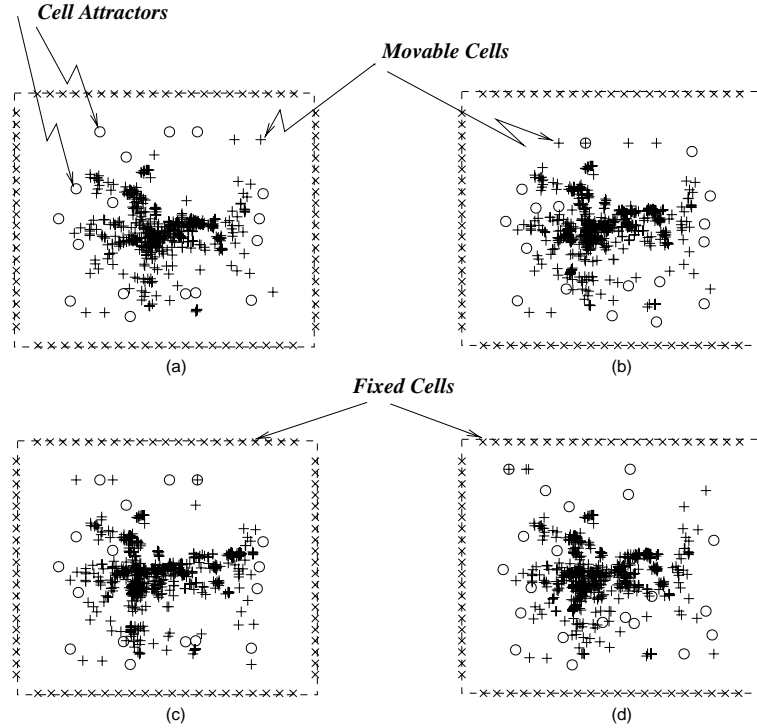 Cell Attractors
Movable Cells
(a)
(b)
Fixed Cells
(c)
(d)